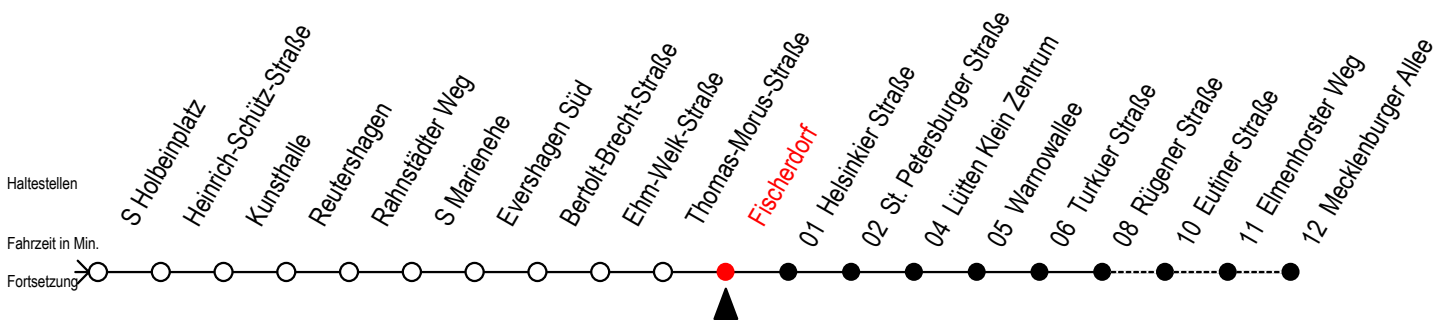 Haltestellen
Fahrzeit in Min.
Fortsetzung
S Holbeinplatz
Heinrich-Schütz-Straße
Kunsthalle
Reutershagen
Rahnstädter Weg
S Marienehe
Evershagen Süd
Bertolt-Brecht-Straße
Ehm-Welk-Straße
Thomas-Morus-Straße
Fischerdorf
01 Helsinkier Straße
02 St. Petersburger Straße
04 Lütten Klein Zentrum
05 Warnowallee
06 Turkuer Straße
08 Rügener Straße
10 Eutiner Straße
11 Elmenhorster Weg
12 Mecklenburger Allee